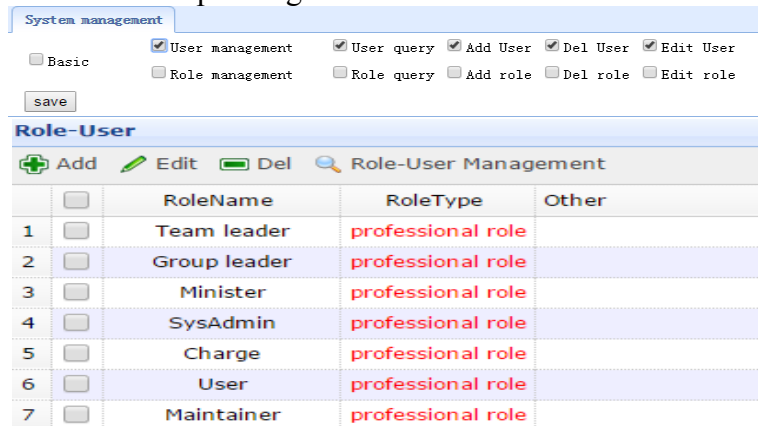 System management
Basic
User management User query Add User Del User Edit User
Role management Role query Add role Del role Edit role
save
Role-User
Add Edit Del Role-User Management
RoleName RoleType Other
1 Team leader professional role
2 Group leader professional role
3 Minister professional role
4 SysAdmin professional role
5 Charge professional role
6 User professional role
7 Maintainer professional role